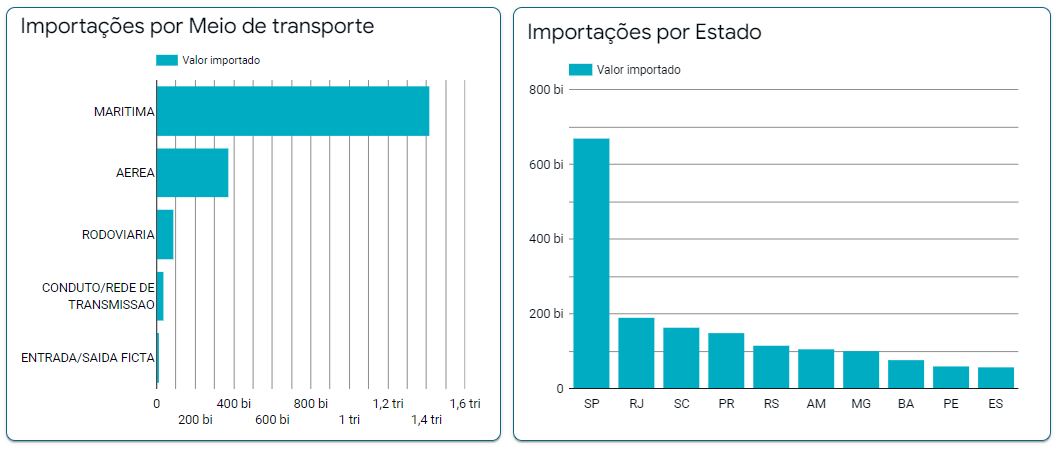 Importações por Meio de transporte
Valor importado
MARITIMA
AEREA
RODOVIARIA
CONDUTO/REDE DE
TRANSMISSAO
ENTRADA/SAIDA FICTA
0
400 bi
800 bi
1,2 tri
1,6 tri
200 bi
600 bi
1 tri
1,4 tri
Importações por Estado
Valor importado
800 bi
600 bi
400 bi
200 bi
0
SP
RJ
SC
PR
RS
AM
MG
BA
PE
ES